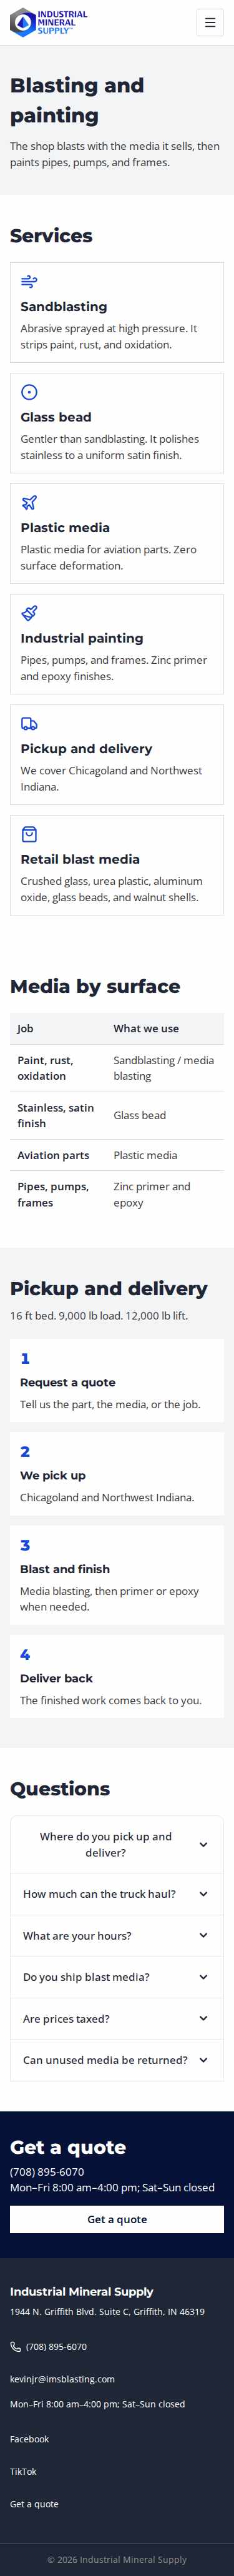 INDUSTRIAL
MINERAL
SUPPLY™
Blasting and
painting
The shop blasts with the media it sells, then
paints pipes, pumps, and frames.
Services
Sandblasting
Abrasive sprayed at high pressure. It
strips paint, rust, and oxidation.
Glass bead
Gentler than sandblasting. It polishes
stainless to a uniform satin finish.
Plastic media
Plastic media for aviation parts. Zero
surface deformation.
Industrial painting
Pipes, pumps, and frames. Zinc primer
and epoxy finishes.
Pickup and delivery
We cover Chicagoland and Northwest
Indiana.
Retail blast media
Crushed glass, urea plastic, aluminum
oxide, glass beads, and walnut shells.
Media by surface
Job What we use
Paint, rust, Sandblasting / media
oxidation blasting
Stainless, satin
finish Glass bead
Aviation parts Plastic media
Pipes, pumps, Zinc primer and
frames epoxy
Pickup and delivery
16 ft bed. 9,000 lb load. 12,000 lb lift.
1
Request a quote
Tell us the part, the media, or the job.
2
We pick up
Chicagoland and Northwest Indiana.
3
Blast and finish
Media blasting, then primer or epoxy
when needed.
4
Deliver back
The finished work comes back to you.
Questions
Where do you pick up and
deliver?
How much can the truck haul?
What are your hours?
Do you ship blast media?
Are prices taxed?
Can unused media be returned?
Get a quote
(708) 895-6070
Mon–Fri 8:00 am–4:00 pm; Sat–Sun closed
Get a quote
Industrial Mineral Supply
1944 N. Griffith Blvd. Suite C, Griffith, IN 46319
(708) 895-6070
kevinjr@imsblasting.com
Mon–Fri 8:00 am–4:00 pm; Sat–Sun closed
Facebook
TikTok
Get a quote
© 2026 Industrial Mineral Supply